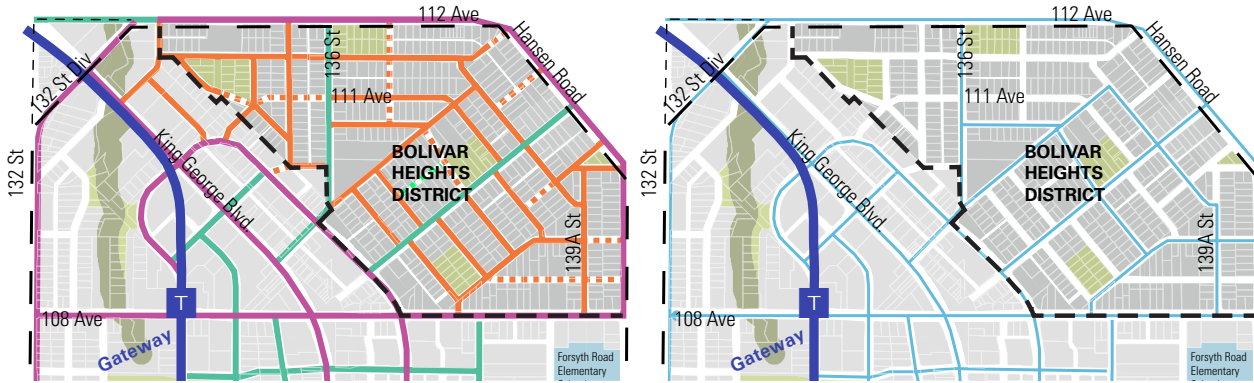 112 Ave
Hansen Road
132 St Div
136 St
111 Ave
King George Blvd.
BOLIVAR
HEIGHTS
DISTRICT
132 St
139A St
T
108 Ave
Gateway
Forsyth Road
Elementary
112 Ave
Hansen Road
132 St Div
136 St
111 Ave
King George Blvd.
BOLIVAR
HEIGHTS
DISTRICT
132 St
139A St
T
108 Ave
Gateway
Forsyth Road
Elementary